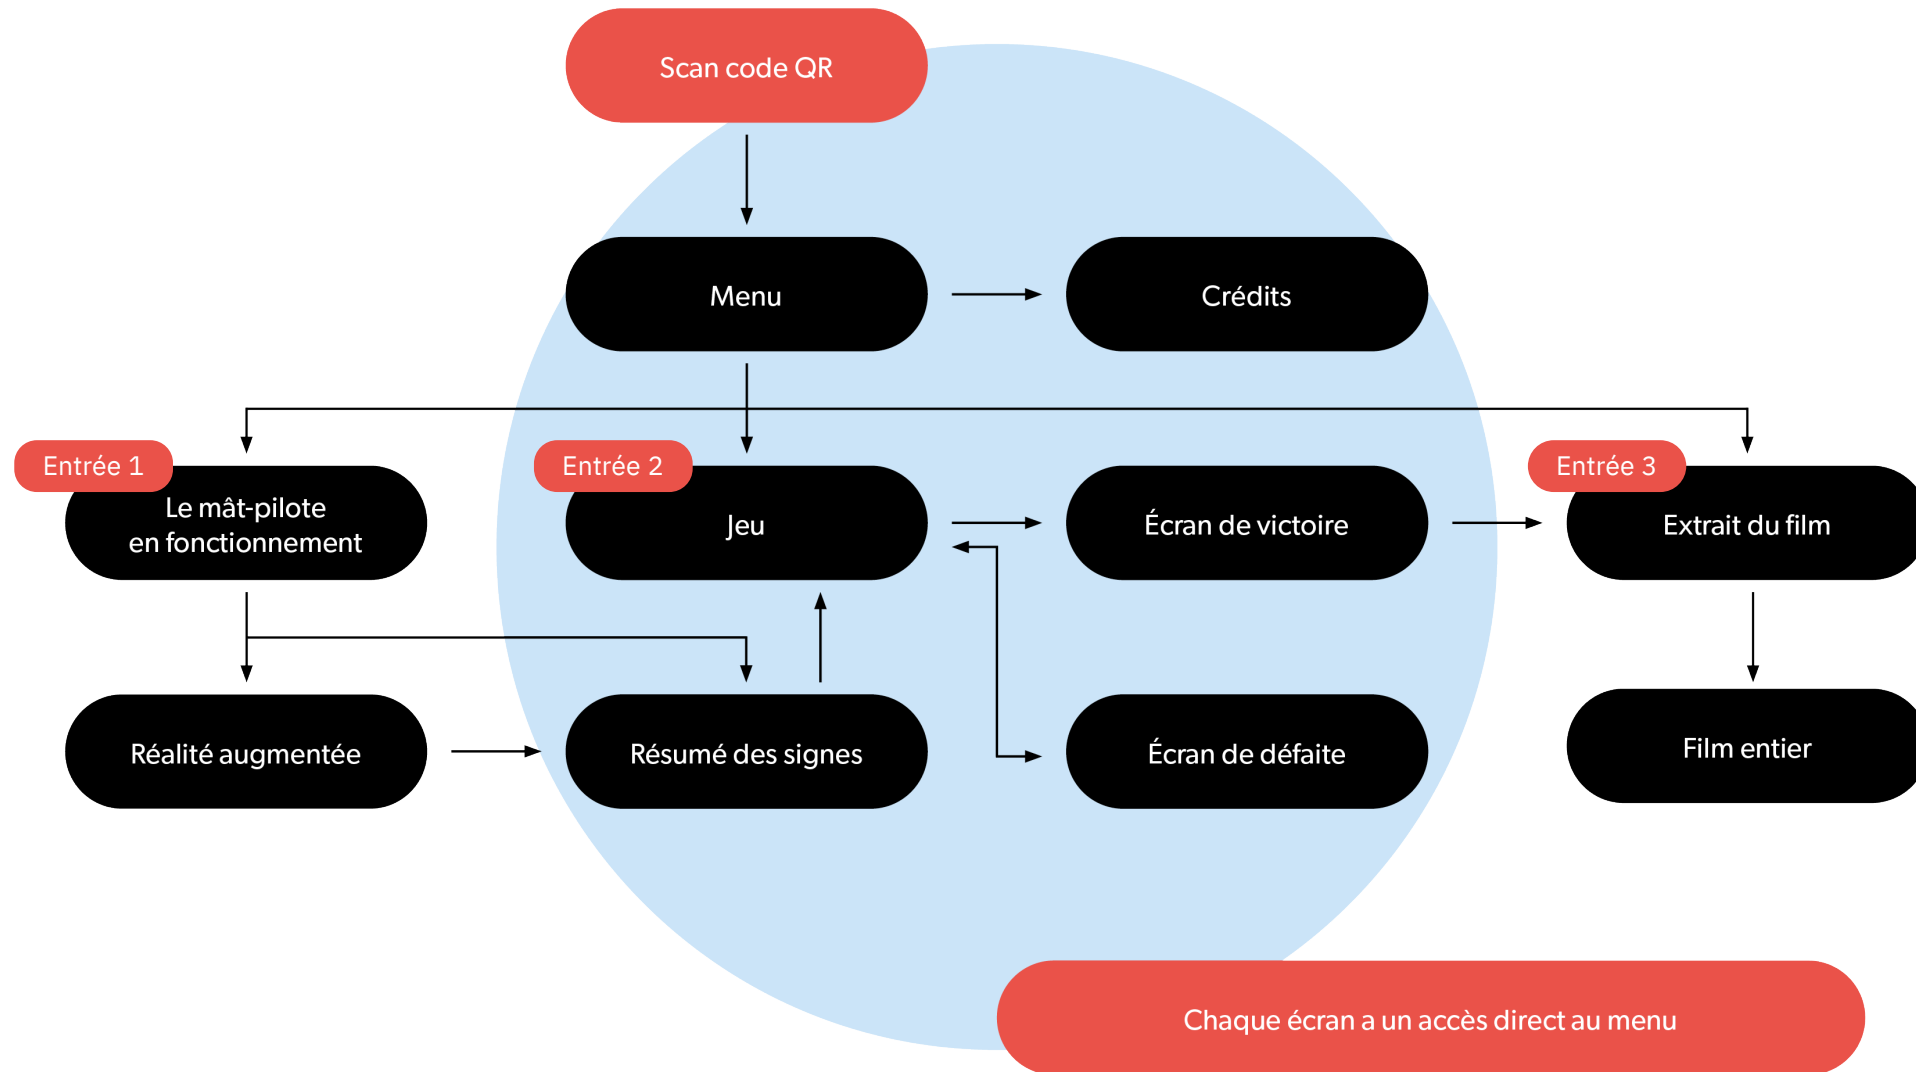 Scan code QR
Menu
Crédits
Entrée 1
Le mât-pilote
en fonctionnement
Entrée 2
Jeu
Écran de victoire
Entrée 3
Extrait du film
Réalité augmentée
Résumé des signes
Écran de défaite
Film entier
Chaque écran a un accès direct au menu